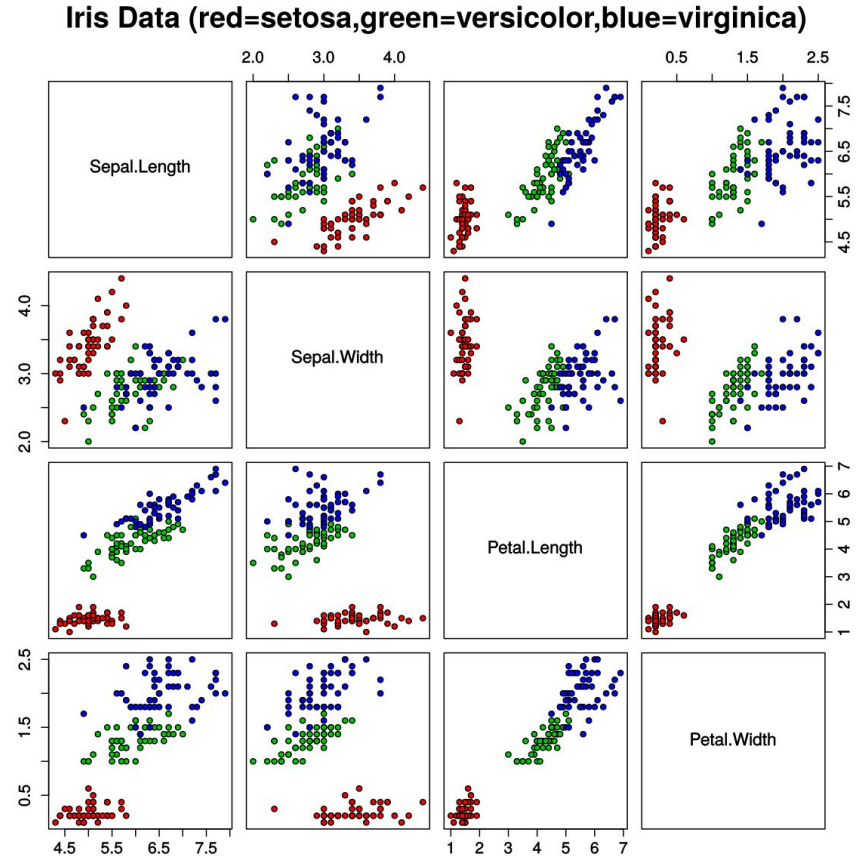 Iris Data (red=setosa,green=versicolor,blue=virginica)
2.0 3.0 4.0 0.5 1.5 2.5
Sepal.Length
4.5 5.5 6.5 7.5
2.0 3.0 4.0
Sepal.Width
Petal.Length
1 2 3 4 5 6 7
0.5 1.5 2.5
Petal.Width
4.5 5.5 6.5 7.5 1 2 3 4 5 6 7